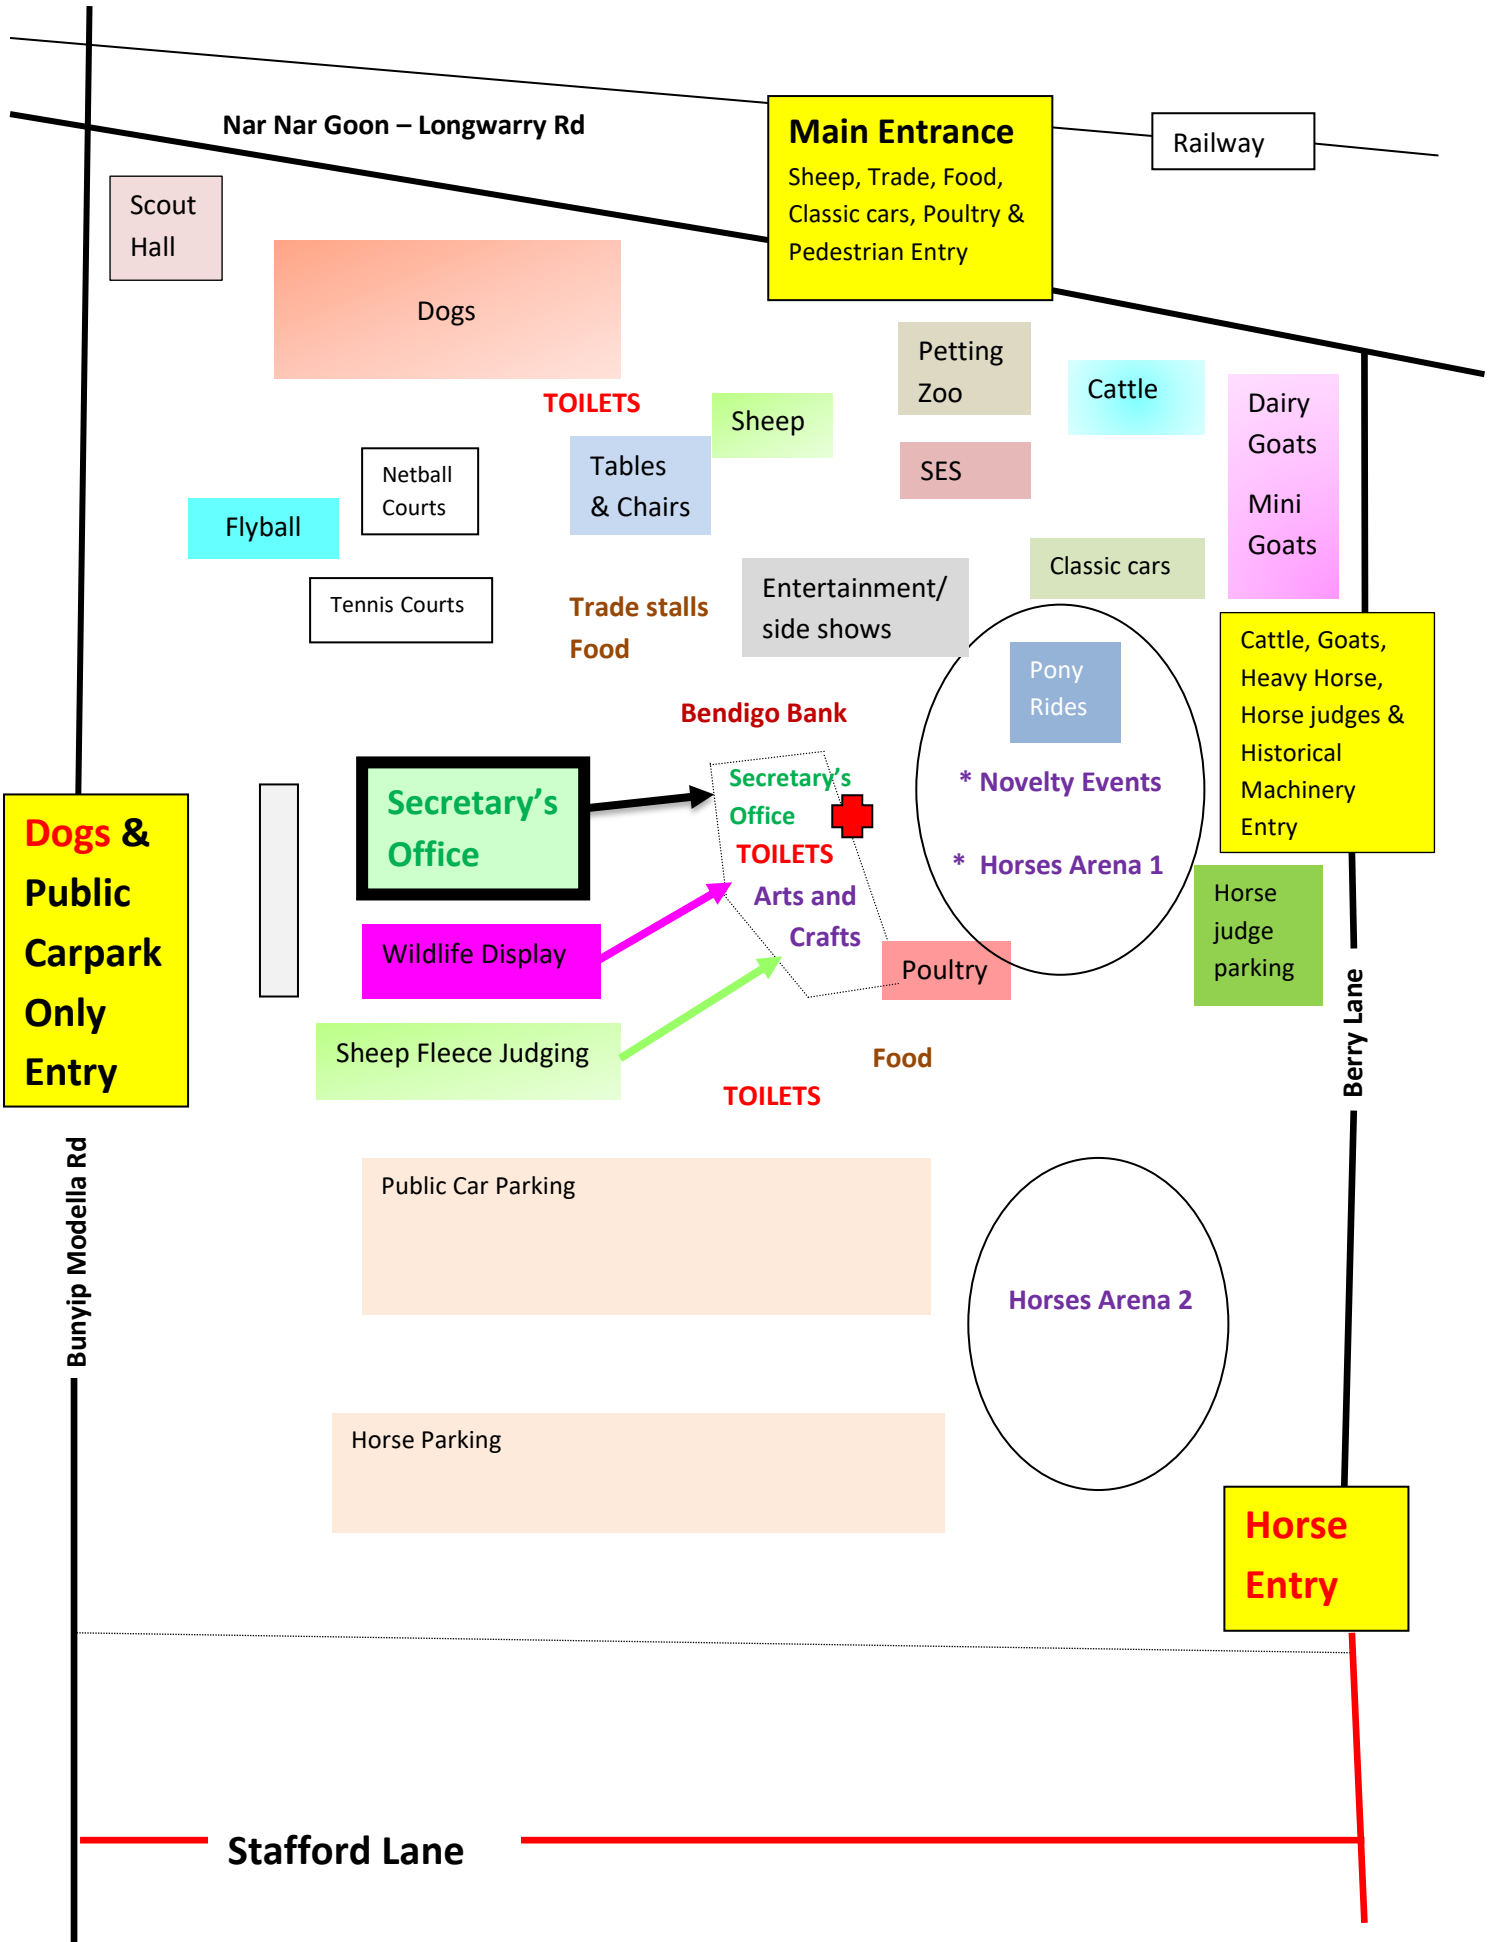 Nar Nar Goon – Longwarry Rd
Main Entrance
Sheep, Trade, Food,
Classic cars, Poultry &
Pedestrian Entry
Railway
Scout
Hall
Dogs
Petting
Zoo
Cattle
Dairy
Goats
Mini
Goats
TOILETS
Sheep
Netball
Courts
Tables
& Chairs
SES
Flyball
Classic cars
Tennis Courts
Trade stalls
Food
Entertainment/
side shows
Pony
Rides
Cattle, Goats,
Heavy Horse,
Horse judges &
Historical
Machinery
Entry
Bendigo Bank
Secretary’s
Office
Secretary’s
Office
TOILETS
Arts and
Crafts
* Novelty Events
* Horses Arena 1
Dogs &
Public
Carpark
Only
Entry
Horse
judge
parking
Wildlife Display
Poultry
Sheep Fleece Judging
Food
TOILETS
Berry Lane
Bunyip Modella Rd
Public Car Parking
Horses Arena 2
Horse Parking
Horse
Entry
Stafford Lane